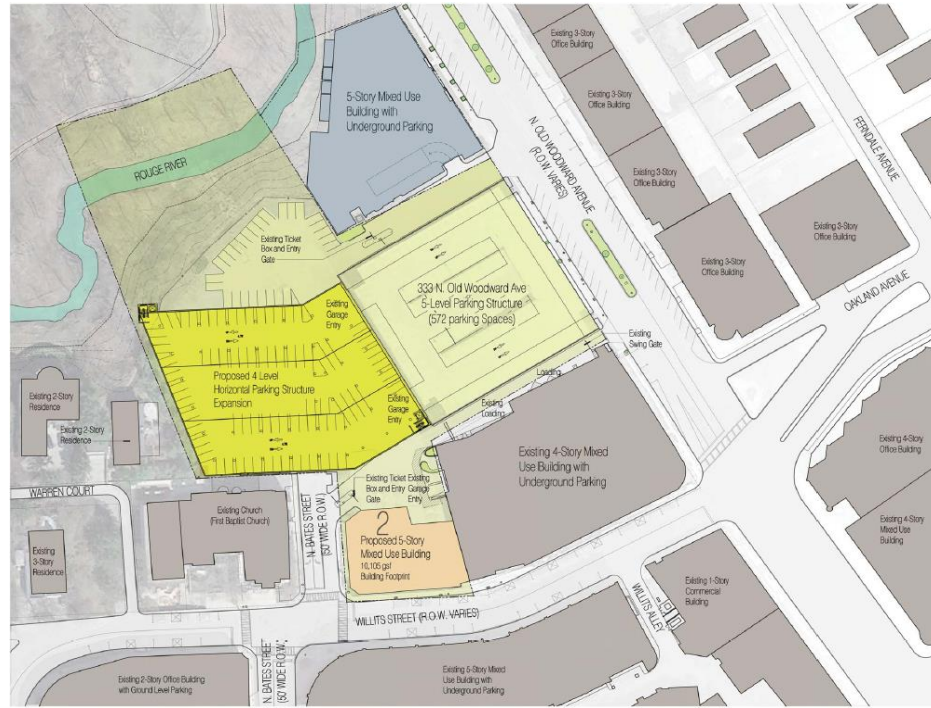 Existing 3-Story
Office Building
Existing 3-Story
Office Building
5-Story Mixed Use
Building with
Underground Parking
N. OLD WOODWARD AVENUE
(R.O.W. VARIES)
FERNDALE AVENUE
ROUGE RIVER
Existing 3-Story
Office Building
Existing 3-Story
Office Building
Existing 3-Story
Office Building
Existing Ticket
Box and Entry
Gate
333 N. Old Woodward Ave
5-Level Parking Structure
(572 parking Spaces)
OAKLAND AVENUE
Existing
Garage
Entry
Existing
Swing Gate
Proposed 4 Level
Horizontal Parking Structure
Expansion
Loading
Existing
Garage
Entry
Existing
Loading
Existing 2-Story
Residence
Existing 2-Story
Residence
Existing 4-Story Mixed
Use Building with
Underground Parking
Existing 4-Story
Office Building
WARREN COURT
Existing Ticket
Box and Entry
Gate
Existing
Garage
Entry
Existing Church
(First Baptist Church)
N. BATES STREET
(50' WIDE R.O.W.)
2
Proposed 5-Story
Mixed Use Building
10,105 gsf
Building Footprint
Existing 4-Story
Mixed Use
Building
Existing
3-Story
Residence
Existing 1-Story
Commercial
Building
WILLITS ALLEY
WILLITS STREET (R.O.W. VARIES)
N. BATES STREET
(50' WIDE R.O.W.)
Existing 2-Story Office Building
with Ground Level Parking
Existing 5-Story Mixed
Use Building with
Underground Parking